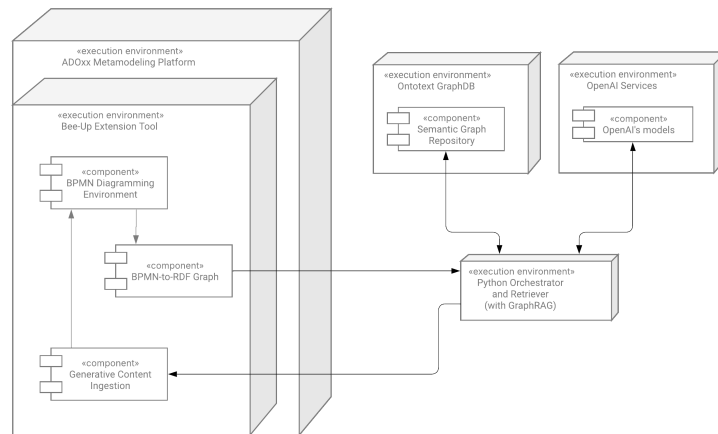 «execution environment»
ADOxx Metamodeling Platform
«execution environment»
Bee-Up Extension Tool
«component»
BPMN Diagramming
Environment
«component»
BPMN-to-RDF Graph
«component»
Generative Content
Ingestion
«execution environment»
Ontotext GraphDB
«component»
Semantic Graph
Repository
«execution environment»
OpenAI Services
«component»
OpenAI's models
«execution environment»
Python Orchestrator
and Retriever
(with GraphRAG)